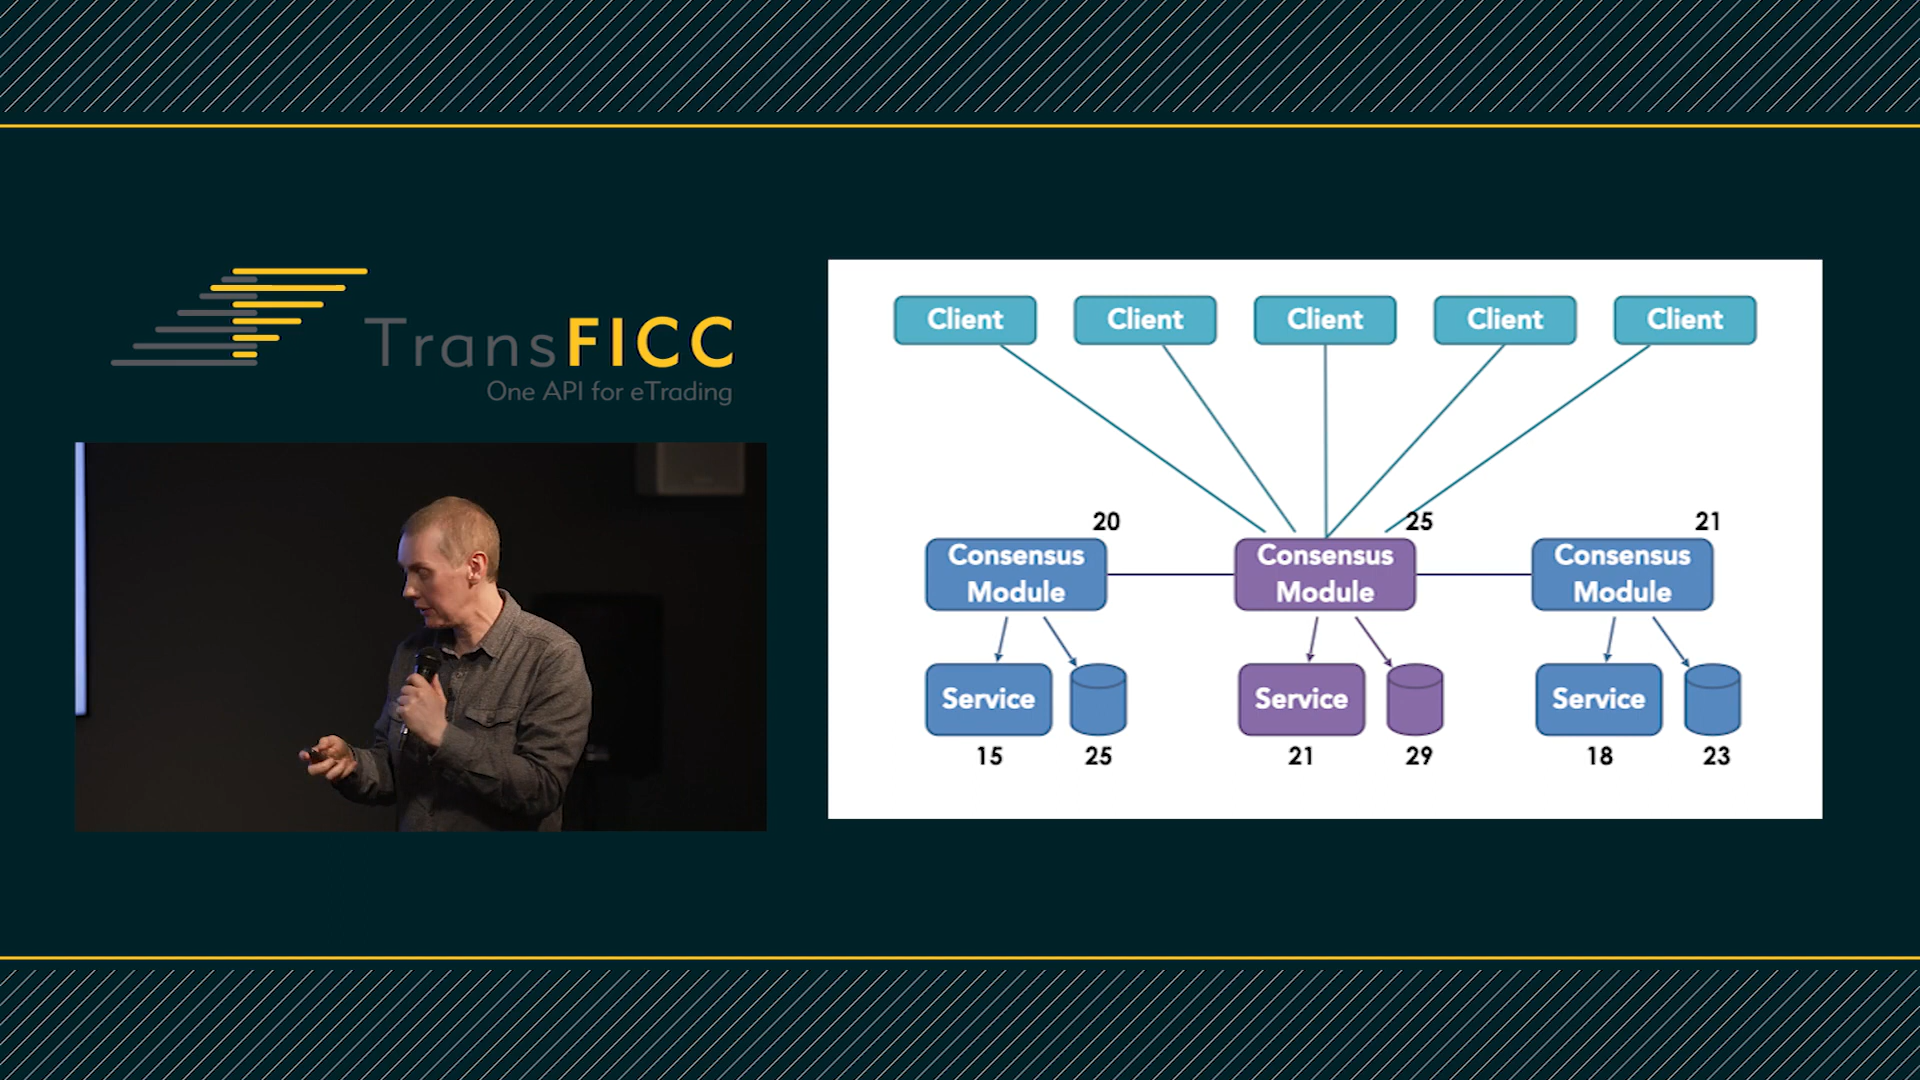 TransFICC
One API for eTrading
Client Client Client Client Client
20 25 21
Consensus Module Consensus Module Consensus Module
Service Service Service
15 25 21 29 18 23